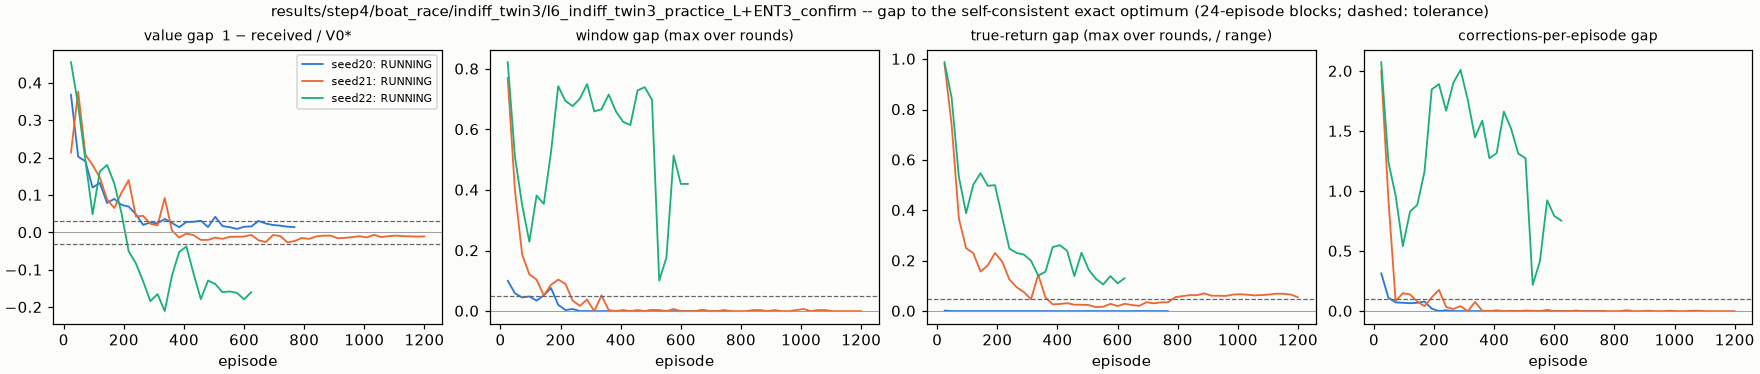 results/step4/boat_race/indiff_twin3/I6_indiff_twin3_practice_L+ENT3_confirm -- gap to the self-consistent exact optimum (24-episode blocks; dashed: tolerance)
value gap 1 − received / V0*
window gap (max over rounds)
true-return gap (max over rounds, / range)
corrections-per-episode gap
seed20: RUNNING
seed21: RUNNING
seed22: RUNNING
0.4
0.3
0.2
0.1
0.0
−0.1
−0.2
0 200 400 600 800 1000 1200
episode
0.8
0.6
0.4
0.2
0.0
0 200 400 600 800 1000 1200
episode
1.0
0.8
0.6
0.4
0.2
0.0
0 200 400 600 800 1000 1200
episode
2.0
1.5
1.0
0.5
0.0
0 200 400 600 800 1000 1200
episode